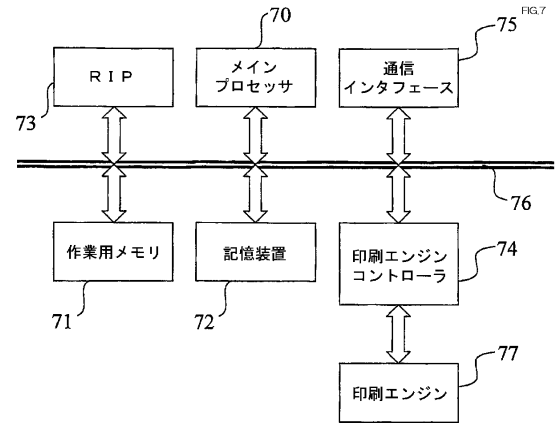 FIG,7
70
75
ＲＩＰ
メイン
プロセッサ
通信
インタフェース
73
76
作業用メモリ
記憶装置
印刷エンジン
コントローラ
74
71
72
77
印刷エンジン